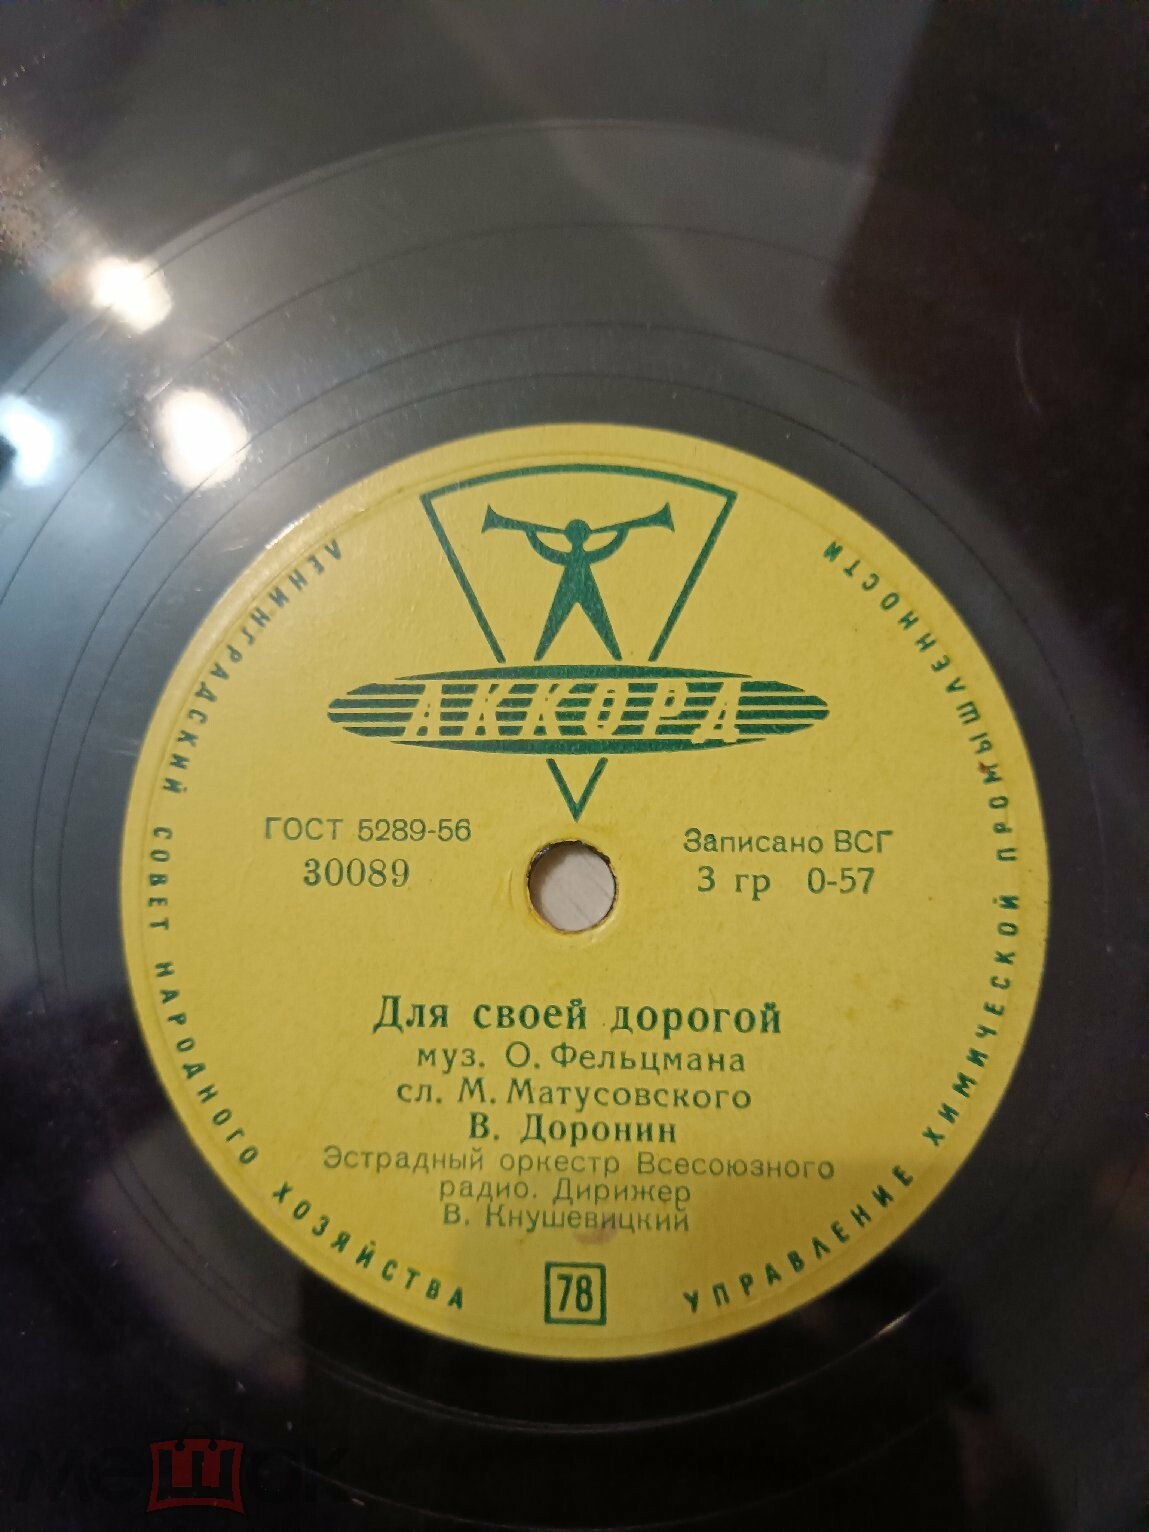 АККОРД
ЛЕНИНГРАДСКИЙ СОВЕТ НАРОДНОГО ХОЗЯЙСТВА
УПРАВЛЕНИЕ ХИМИЧЕСКОЙ ПРОМЫШЛЕННОСТИ
ГОСТ 5289-56
30089
Записано ВСГ
3 гр 0-57
Для своей дорогой
муз. О. Фельцмана
сл. М. Матусовского
В. Доронин
Эстрадный оркестр Всесоюзного
радио. Дирижер
В. Кнушевицкий
78
мешок